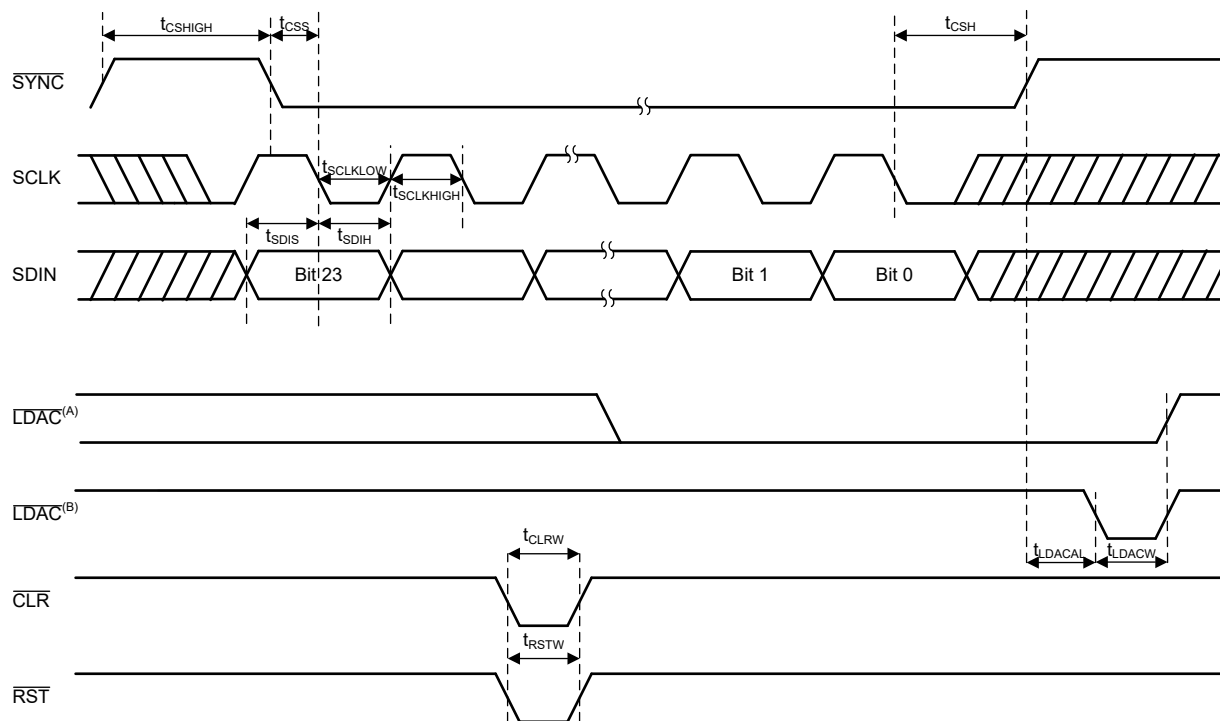 tCSHIGH tCSS tCSH
SYNC
SCLK tSCLKLOW tSCLKHIGH
tSDIS tSDIH
SDIN Bit 23 Bit 1 Bit 0
LDAC(A)
LDAC(B)
tCLRW tLDACAL tLDACW
CLR
tRSTW
RST